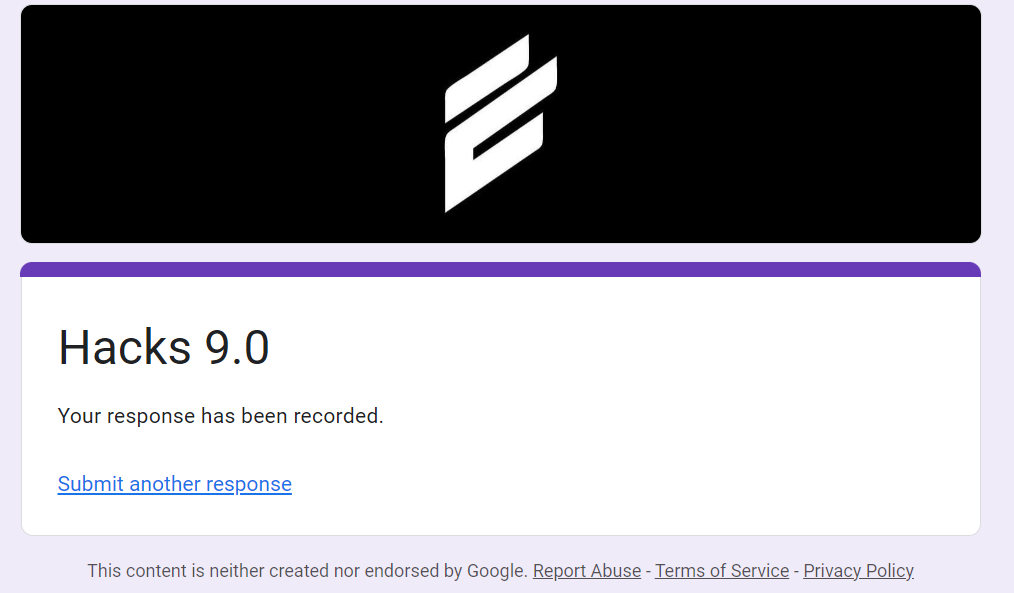 Hacks 9.0
Your response has been recorded.
Submit another response
This content is neither created nor endorsed by Google. Report Abuse - Terms of Service - Privacy Policy